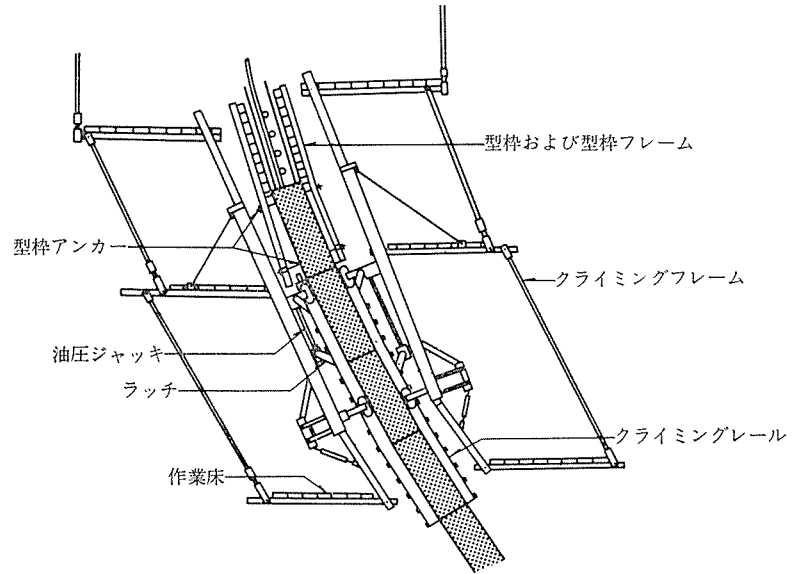 型枠および型枠フレーム
型枠アンカー
クライミングフレーム
油圧ジャッキ
ラッチ
クライミングレール
作業床